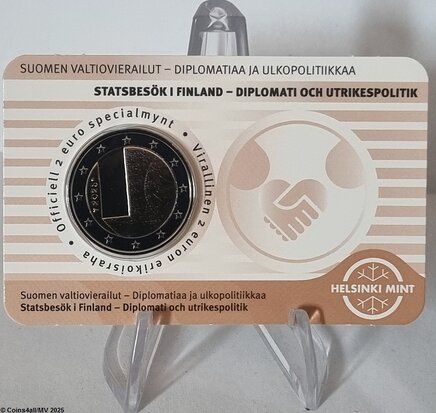 SUOMEN VALTIOVIERAILUT – DIPLOMATIAA JA ULKOPOLITIIKKAA
STATSBESÖK I FINLAND – DIPLOMATI OCH UTRIKESPOLITIK
• Officiell 2 euro specialmynt • Virallinen 2 euron erikoisraha
HELSINKI MINT
Suomen valtiovierailut – Diplomatiaa ja ulkopolitiikkaa
Statsbesök i Finland – Diplomati och utrikespolitik
© Coins4all/MV 2025